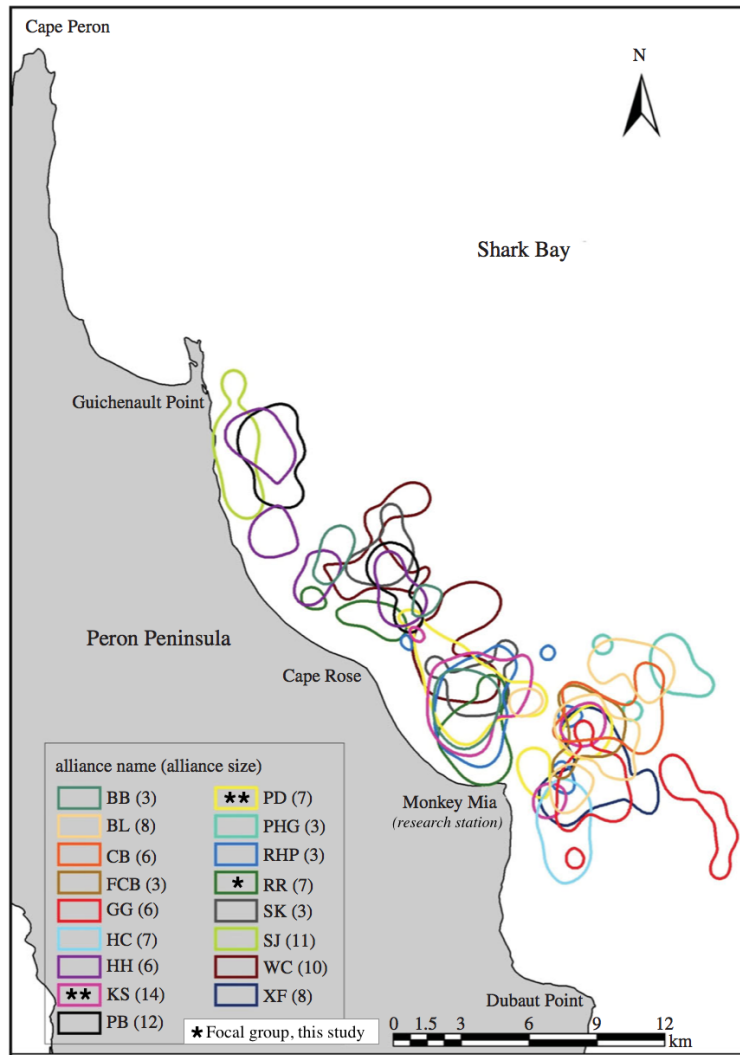 Cape Peron
N
Shark Bay
Guichenault Point
Peron Peninsula
Cape Rose
alliance name (alliance size)
BB (3)
BL (8)
CB (6)
FCB (3)
GG (6)
HC (7)
HH (6)
** KS (14)
PB (12)
** PD (7)
PHG (3)
RHP (3)
* RR (7)
SK (3)
SJ (11)
WC (10)
XF (8)
Monkey Mia
(research station)
Dubaut Point
* Focal group, this study
0 1.5 3 6 9 12
km